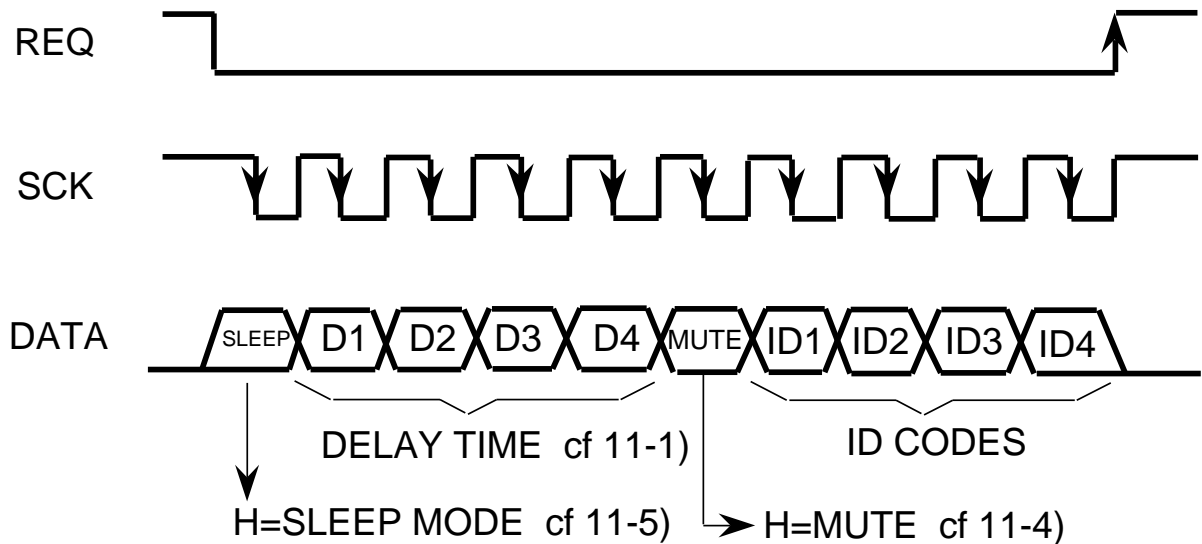 REQ
SCK
DATA
SLEEP D1 D2 D3 D4 MUTE ID1 ID2 ID3 ID4
DELAY TIME cf 11-1) ID CODES
H=SLEEP MODE cf 11-5) H=MUTE cf 11-4)